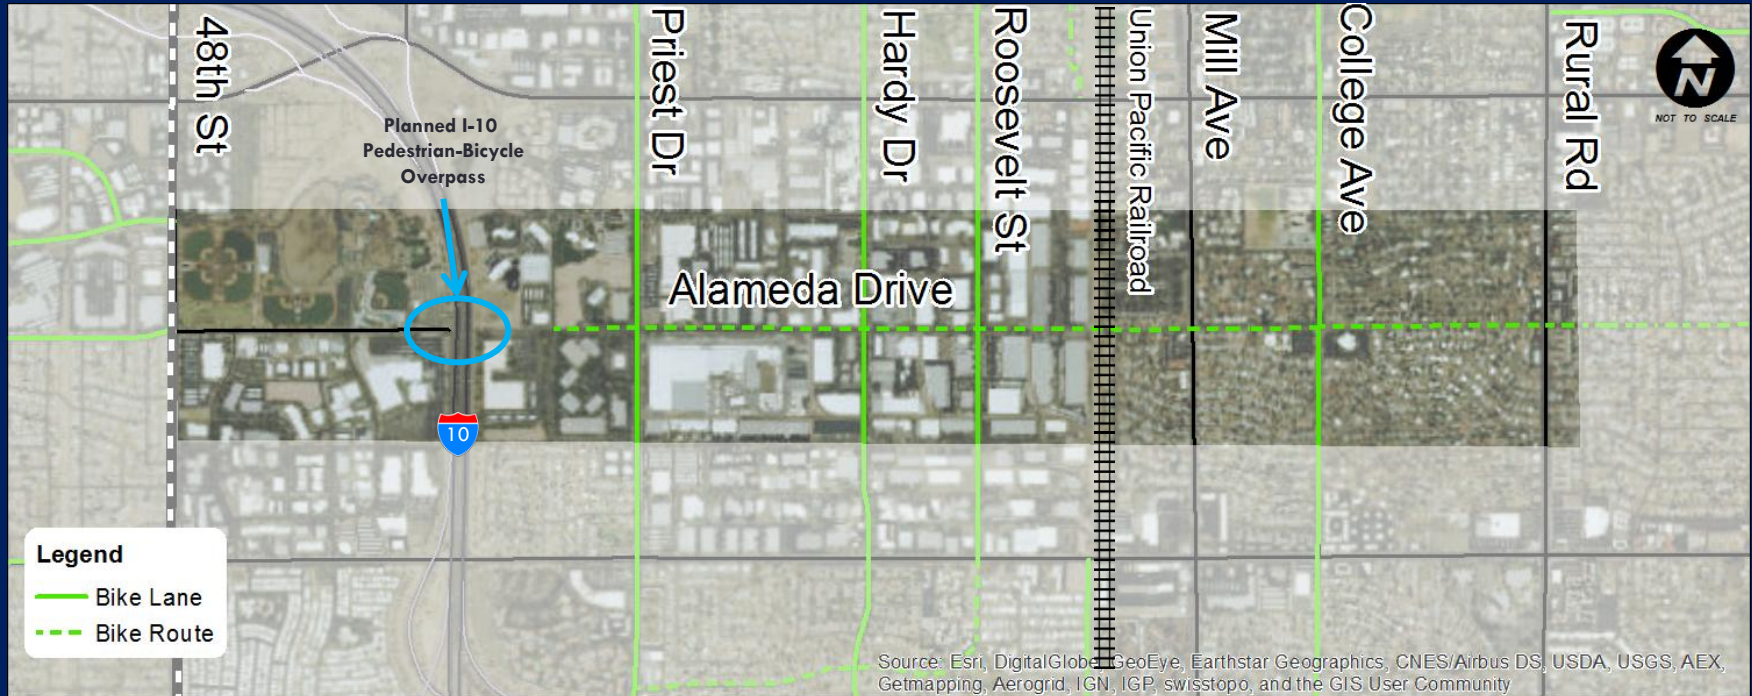 48th St
Priest Dr
Hardy Dr
Roosevelt St
Union Pacific Railroad
Mill Ave
College Ave
Rural Rd
N
NOT TO SCALE
Planned I-10
Pedestrian-Bicycle
Overpass
Alameda Drive
10
Legend
Bike Lane
Bike Route
Source: Esri, DigitalGlobe, GeoEye, Earthstar Geographics, CNES/Airbus DS, USDA, USGS, AEX,
Getmapping, Aerogrid, IGN, IGP, swisstopo, and the GIS User Community